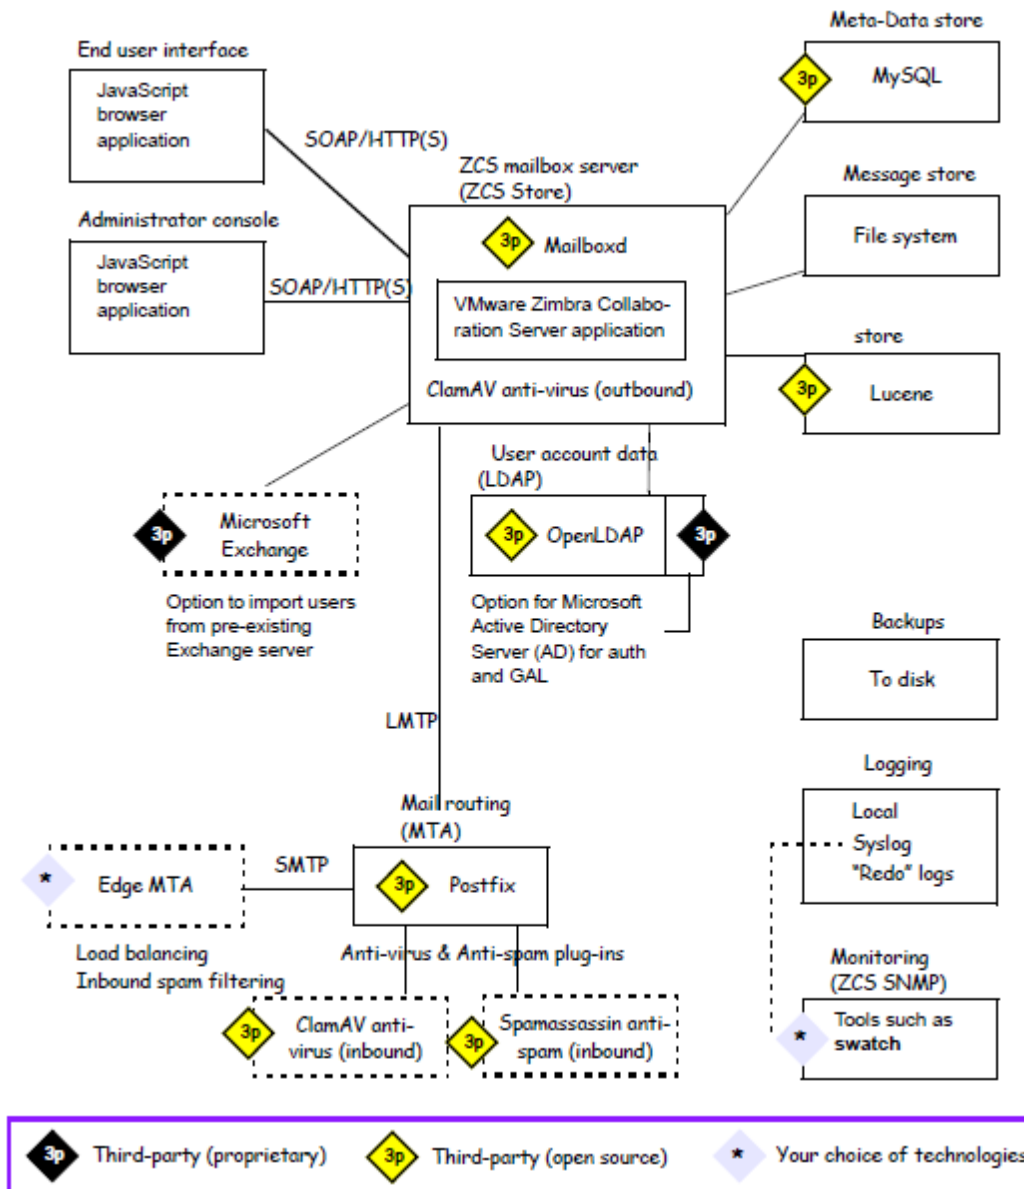 Meta-Data store
3p
MySQL
End user interface
JavaScript
browser
application
SOAP/HTTP(S)
ZCS mailbox server
(ZCS Store)
Message store
File system
Administrator console
JavaScript
browser
application
SOAP/HTTP(S)
3p
Mailboxd
VMware Zimbra Collabo-
ration Server application
ClamAV anti-virus (outbound)
store
3p
Lucene
User account data
(LDAP)
3p
Microsoft
Exchange
3p
OpenLDAP
3p
Option to import users
from pre-existing
Exchange server
Option for Microsoft
Active Directory
Server (AD) for auth
and GAL
Backups
To disk
LMTP
Logging
Local
Syslog
"Redo" logs
Mail routing
(MTA)
*
Edge MTA
SMTP
3p
Postfix
Load balancing
Inbound spam filtering
Anti-virus & Anti-spam plug-ins
Monitoring
(ZCS SNMP)
3p
ClamAV anti-
virus (inbound)
3p
Spamassassin anti-
spam (inbound)
*
Tools such as
swatch
3p
Third-party (proprietary)
3p
Third-party (open source)
*
Your choice of technologies